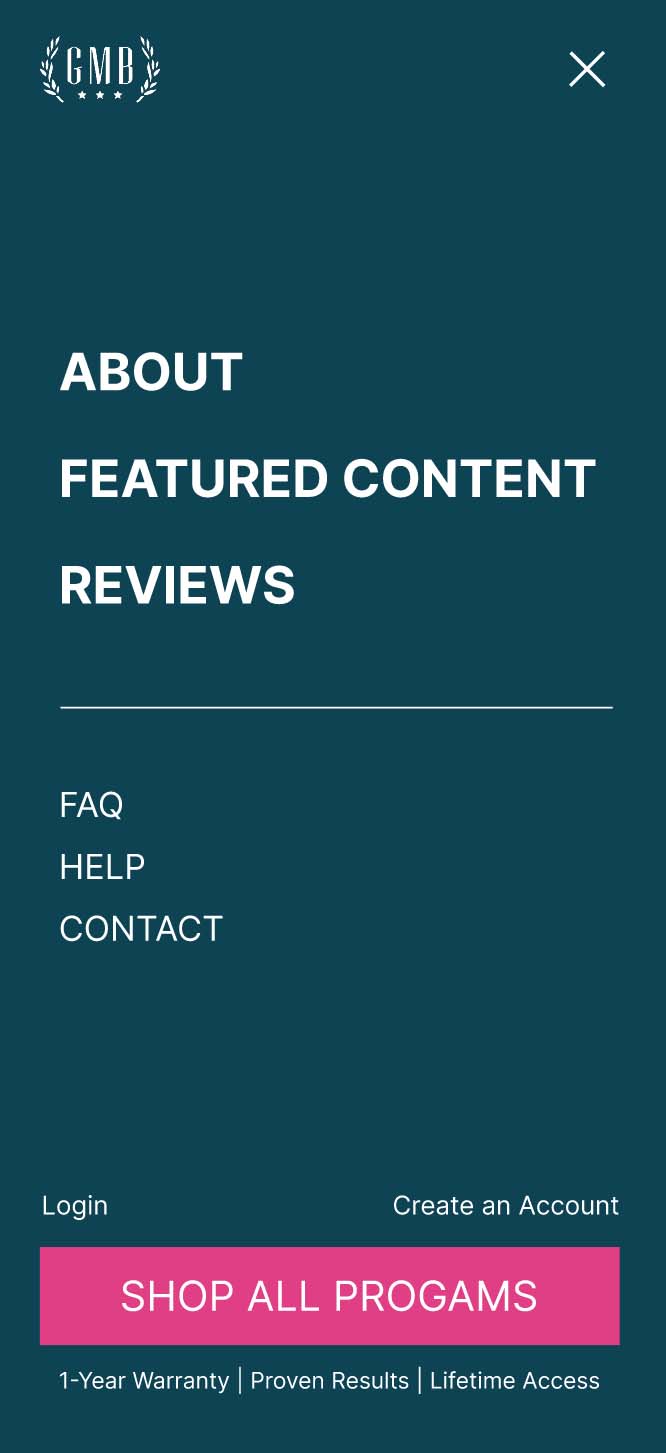 GMB
ABOUT
FEATURED CONTENT
REVIEWS
FAQ
HELP
CONTACT
Login
Create an Account
SHOP ALL PROGAMS
1-Year Warranty | Proven Results | Lifetime Access